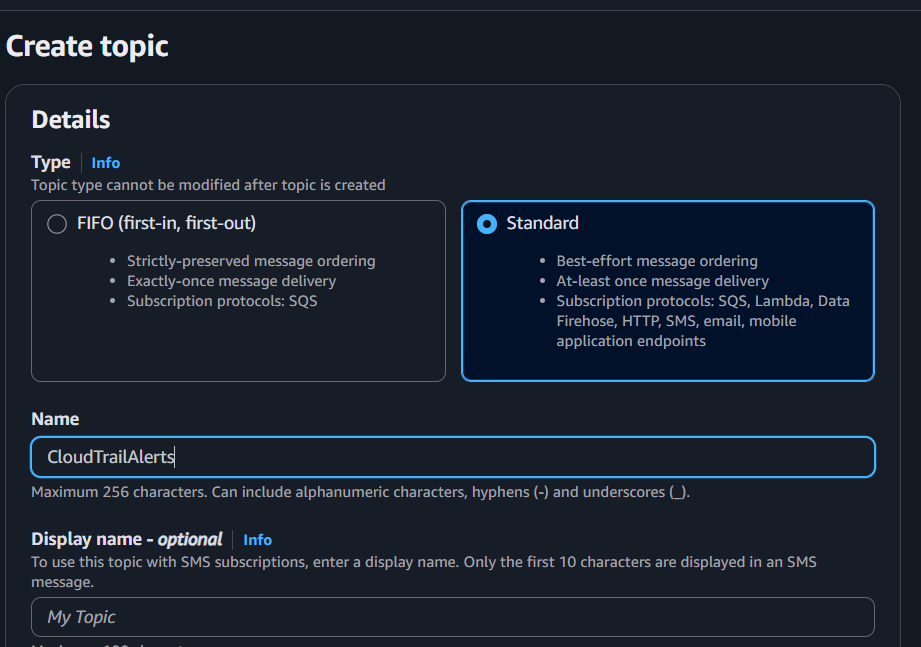 Create topic
Details
Type Info
Topic type cannot be modified after topic is created
FIFO (first-in, first-out)
• Strictly-preserved message ordering
• Exactly-once message delivery
• Subscription protocols: SQS
Standard
• Best-effort message ordering
• At-least once message delivery
• Subscription protocols: SQS, Lambda, Data
Firehose, HTTP, SMS, email, mobile
application endpoints
Name
CloudTrailAlerts
Maximum 256 characters. Can include alphanumeric characters, hyphens (-) and underscores (_).
Display name - optional Info
To use this topic with SMS subscriptions, enter a display name. Only the first 10 characters are displayed in an SMS
message.
My Topic